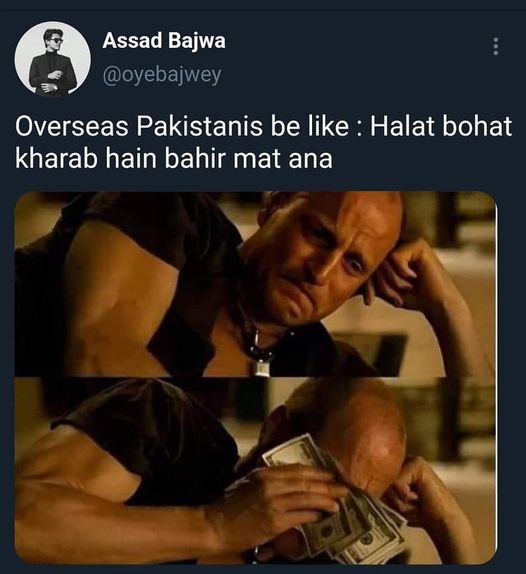 Assad Bajwa
@oyebajwey
Overseas Pakistanis be like : Halat bohat
kharab hain bahir mat ana